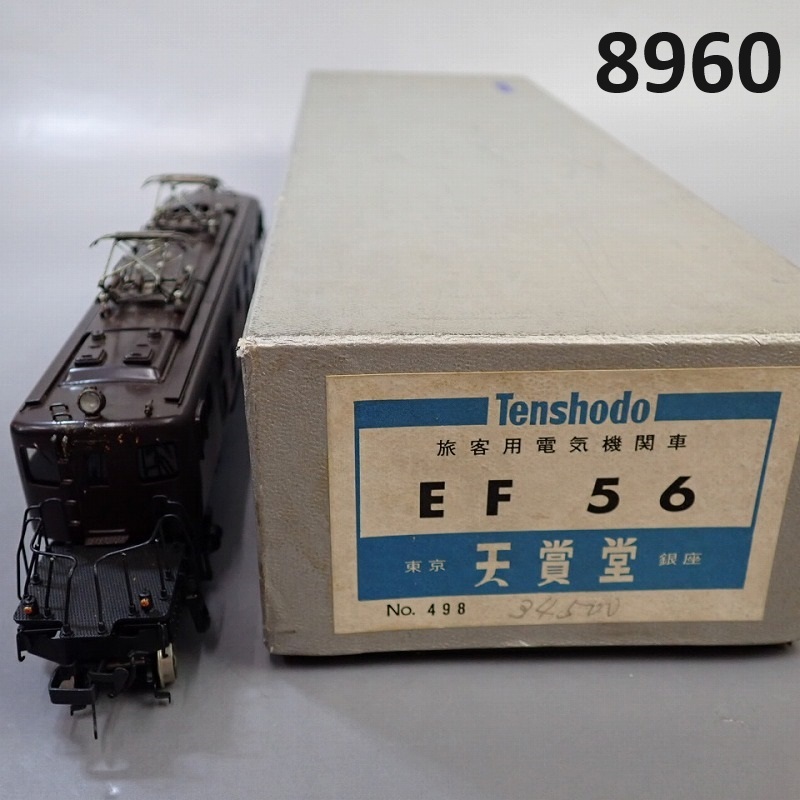 8960
Tenshodo
旅客用電気機関車
EF 56
東京 天賞堂 銀座
No. 498 34500